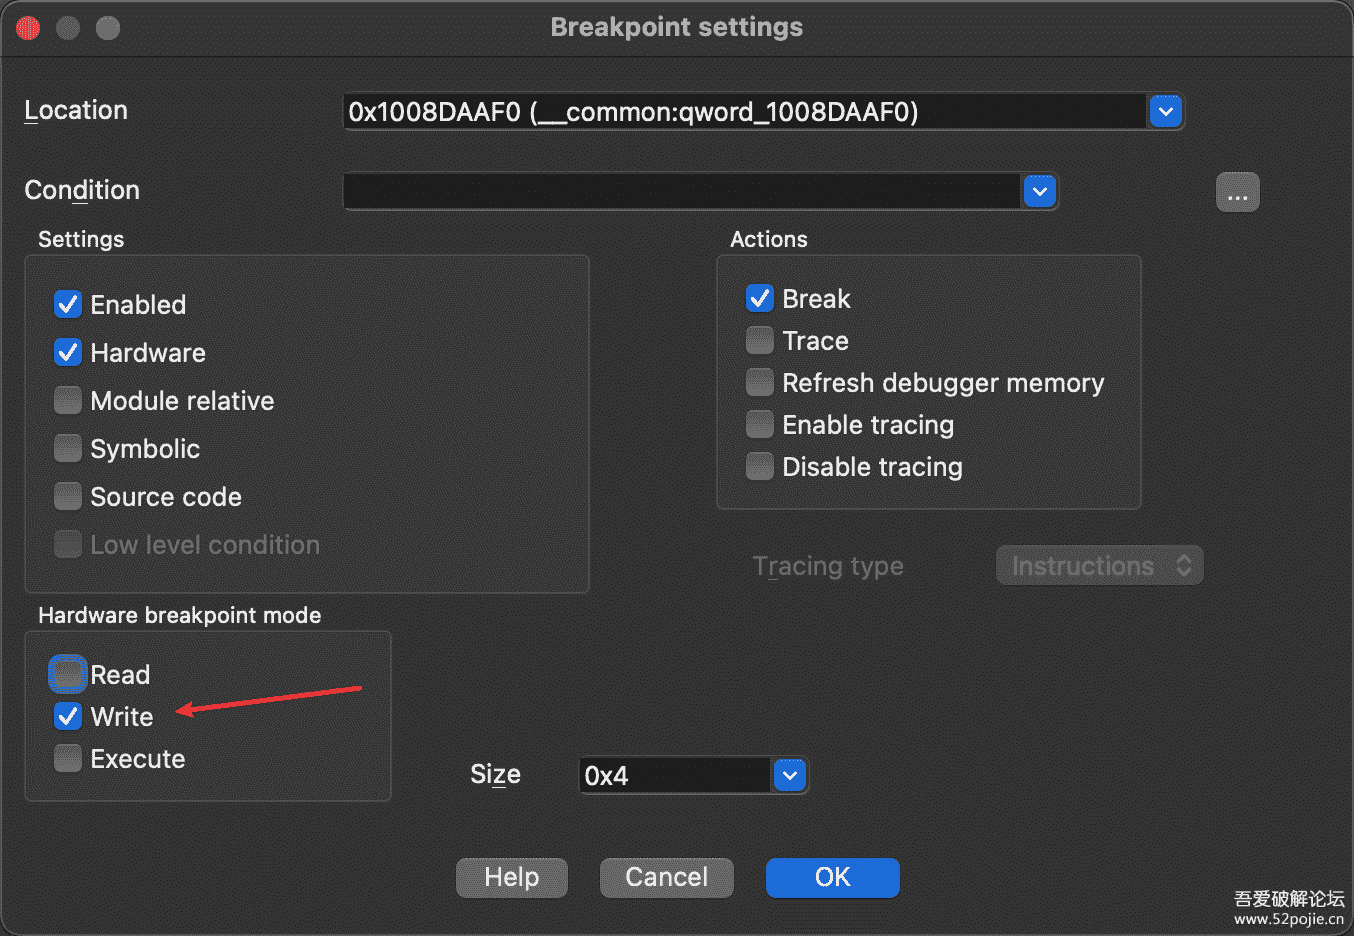 Breakpoint settings
Location
0x1008DAAF0 (__common:qword_1008DAAF0)
Condition
...
Settings
Enabled
Hardware
Module relative
Symbolic
Source code
Low level condition
Actions
Break
Trace
Refresh debugger memory
Enable tracing
Disable tracing
Tracing type
Instructions
Hardware breakpoint mode
Read
Write
Execute
Size
0x4
Help
Cancel
OK
吾爱破解论坛
www.52pojie.cn